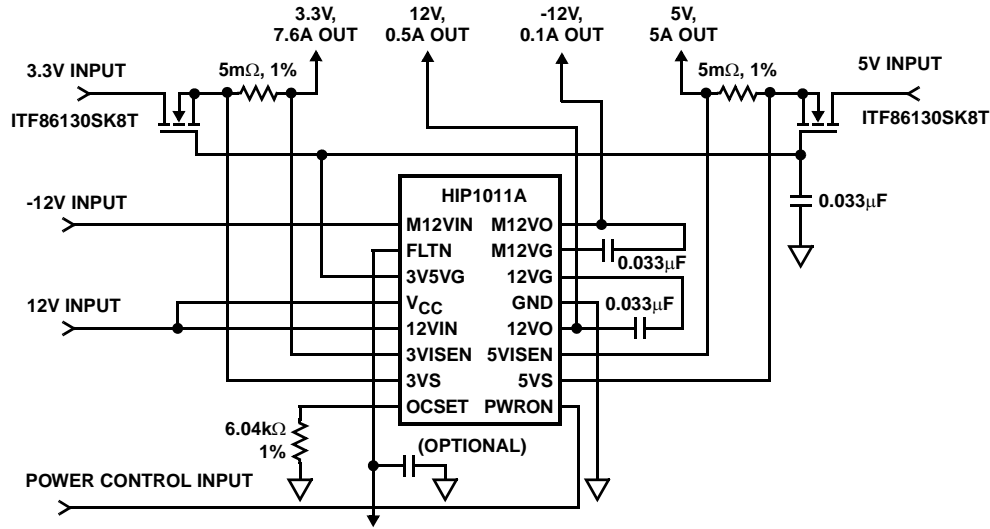 3.3V,
7.6A OUT
12V,
0.5A OUT
-12V,
0.1A OUT
5V,
5A OUT
3.3V INPUT
5mΩ, 1%
5mΩ, 1%
5V INPUT
ITF86130SK8T
ITF86130SK8T
HIP1011A
-12V INPUT
0.033μF
M12VIN
M12VO
FLTN
M12VG
0.033μF
3V5VG
12VG
12V INPUT
VCC
GND
0.033μF
12VIN
12VO
3VISEN
5VISEN
3VS
5VS
OCSET
PWRON
6.04kΩ
1%
(OPTIONAL)
POWER CONTROL INPUT